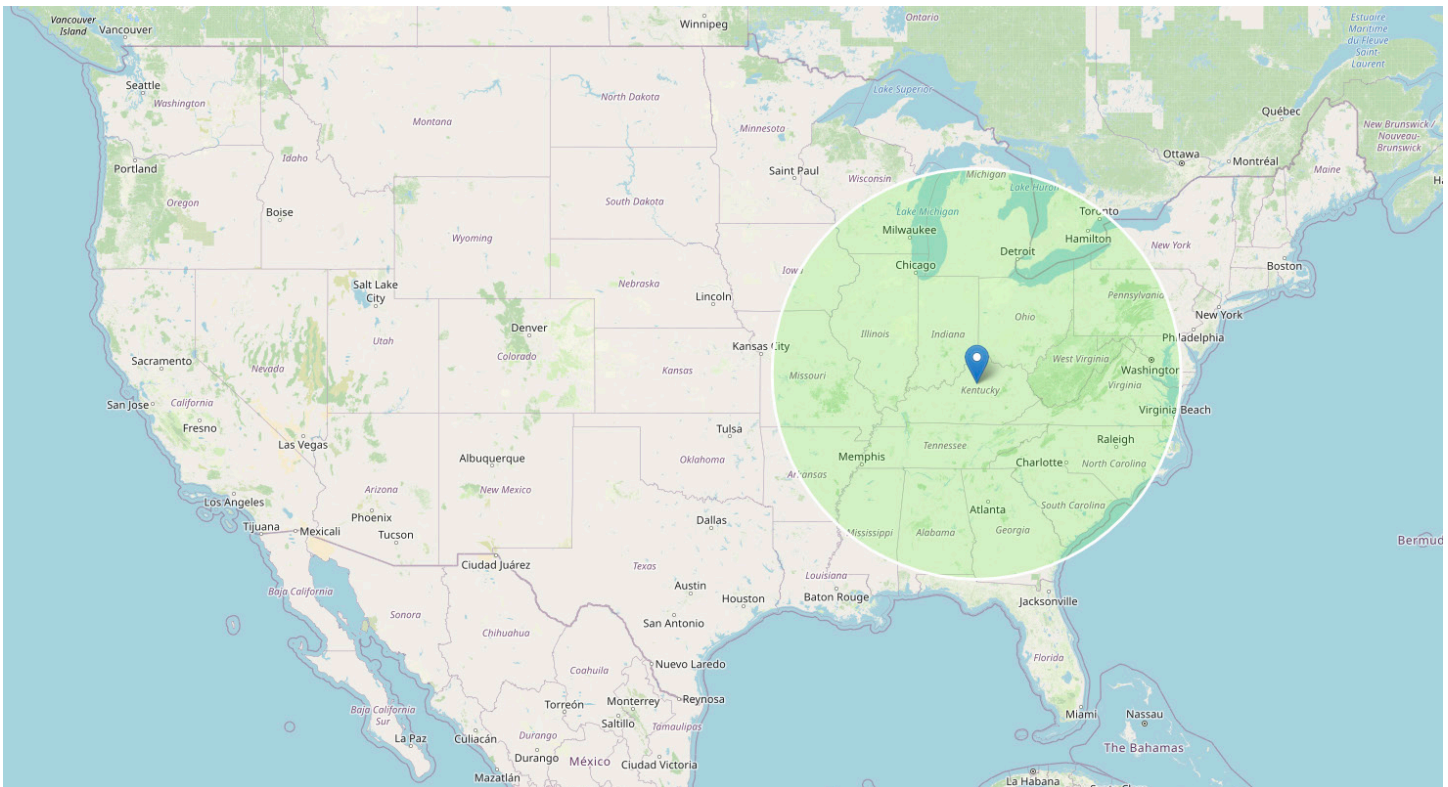 Vancouver
Island
Vancouver
Winnipeg
Ontario
Estuaire
Maritime
du Fleuve
Saint-
Laurent
Seattle
Washington
North Dakota
Lake Superior
Montana
Minnesota
Québec
New Brunswick /
Nouveau-
Brunswick
Portland
Idaho
Saint Paul
Wisconsin
Michigan
Ottawa
Montréal
Maine
Oregon
Boise
South Dakota
Lake Huron
Lake Michigan
Toronto
Wyoming
Milwaukee
Hamilton
New York
Detroit
Boston
Chicago
Iowa
Salt Lake
City
Nebraska
Lincoln
Pennsylvania
New York
Ohio
Denver
Utah
Colorado
Illinois
Indiana
Philadelphia
Kansas City
Sacramento
Nevada
Kansas
Missouri
West Virginia
Washington
Kentucky
Virginia
San Jose
California
Virginia Beach
Fresno
Las Vegas
Tulsa
Raleigh
Tennessee
Albuquerque
Oklahoma
Memphis
Charlotte
North Carolina
Arkansas
Arizona
New Mexico
Los Angeles
Phoenix
Dallas
Atlanta
South Carolina
Tijuana
Mexicali
Tucson
Mississippi
Alabama
Georgia
Ciudad Juárez
Texas
Louisiana
Austin
Baja California
Houston
Baton Rouge
Jacksonville
Sonora
San Antonio
Chihuahua
Florida
Nuevo Laredo
Coahuila
Torreón
Monterrey
Reynosa
Baja California
Sur
Saltillo
Tamaulipas
Miami
Nassau
La Paz
Culiacán
Durango
The Bahamas
Durango
México
Ciudad Victoria
Mazatlán
La Habana